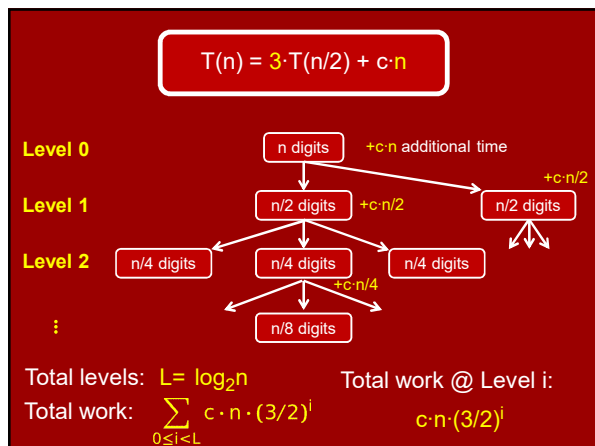 T(n) = 3·T(n/2) + c·n
Level 0
n digits
+c·n additional time
+c·n/2
Level 1
n/2 digits
+c·n/2
n/2 digits
Level 2
n/4 digits
n/4 digits
n/4 digits
+c·n/4
⋮
n/8 digits
Total levels: L= log₂n
Total work: ∑ c·n·(3/2)ⁱ
0≤i<L
Total work @ Level i:
c·n·(3/2)ⁱ